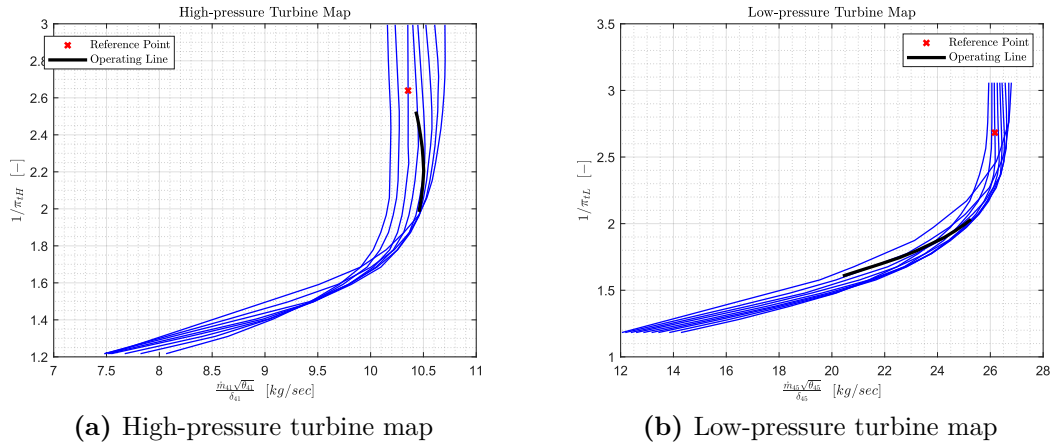 High-pressure Turbine Map
3
2.8
2.6
2.4
2.2
2
1.8
1.6
1.4
1.2
1/π_{tH} [−]
Reference Point
Operating Line
7 7.5 8 8.5 9 9.5 10 10.5 11
ṁ₄₁√θ₄₁ / δ₄₁ [kg/sec]
(a) High-pressure turbine map
Low-pressure Turbine Map
3.5
3
2.5
2
1.5
1
1/π_{tL} [−]
Reference Point
Operating Line
12 14 16 18 20 22 24 26 28
ṁ₄₅√θ₄₅ / δ₄₅ [kg/sec]
(b) Low-pressure turbine map